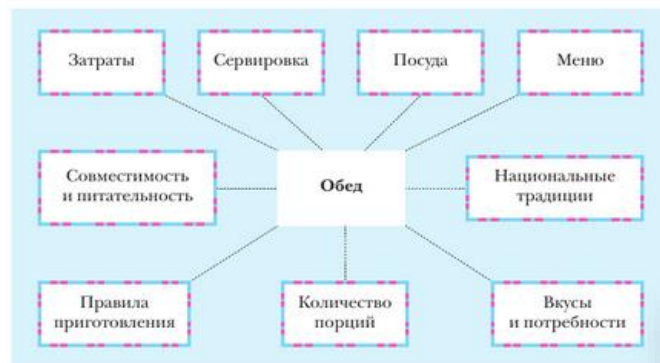 Затраты
Сервировка
Посуда
Меню
Совместимость
и питательность
Обед
Национальные
традиции
Правила
приготовления
Количество
порций
Вкусы
и потребности